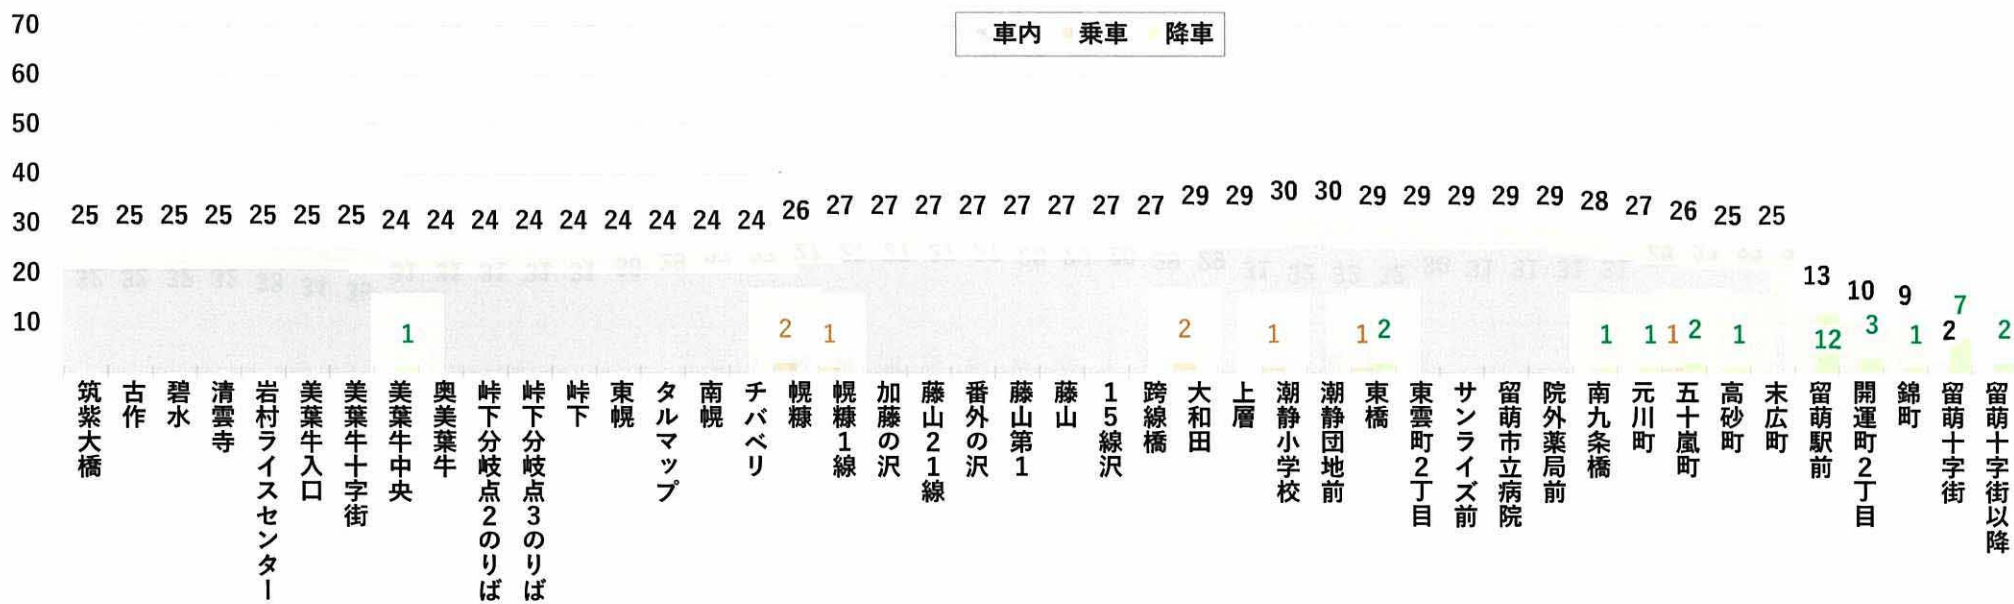 70
60
50
40
30
20
10
車内 乗車 降車
25 25 25 25 25 25 25 24 24 24 24 24 24 24 24 24 26 27 27 27 27 27 27 27 27 29 29 30 30 29 29 29 29 29 28 27 26 25 25 13 10 9 2
1 2 1 2 1 1 2 1 1 1 2 1 12 3 1 7 2
筑紫大橋
古作
碧水
清雲寺
岩村ライスセンター
美葉牛入口
美葉牛十字街
美葉牛中央
奥美葉牛
峠下分岐点2のりば
峠下分岐点3のりば
峠下
東幌
タルマップ
南幌
チバベリ
幌糠
幌糠1線
加藤の沢
藤山21線
番外の沢
藤山第1
藤山
15線沢
跨線橋
大和田
上層
潮静小学校
潮静団地前
東橋
東雲町2丁目
サンライズ前
留萌市立病院
院外薬局前
南九条橋
元川町
五十嵐町
高砂町
末広町
留萌駅前
開運町2丁目
錦町
留萌十字街
留萌十字街以降